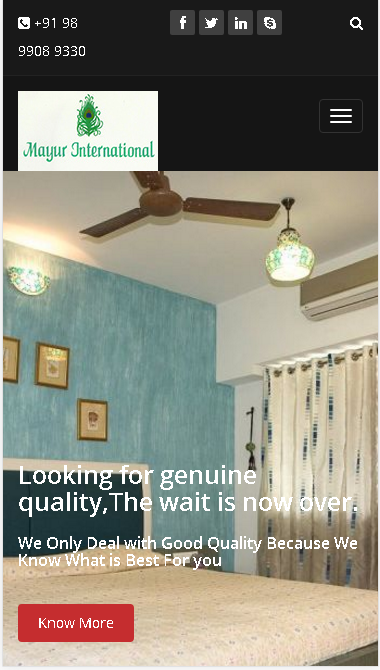 +91 98
9908 9330
Mayur International
Looking for genuine
quality,The wait is now over.
We Only Deal with Good Quality Because We
Know What is Best For you
Know More